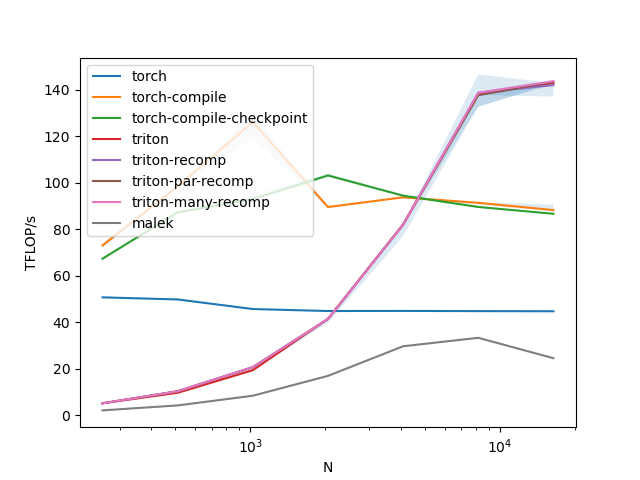 torch
torch-compile
torch-compile-checkpoint
triton
triton-recomp
triton-par-recomp
triton-many-recomp
malek
TFLOP/s
140
120
100
80
60
40
20
0
10³
10⁴
N